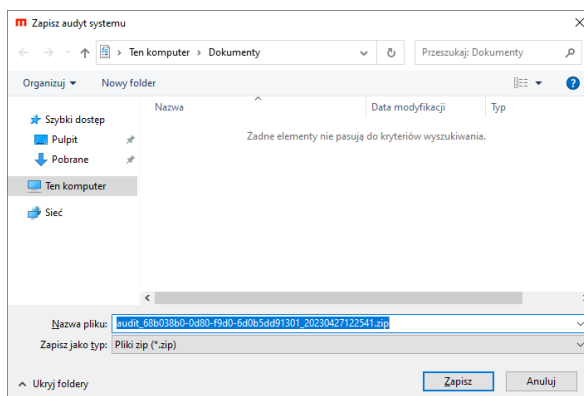 Zapisz audyt systemu
Ten komputer > Dokumenty
Przeszukaj: Dokumenty
Organizuj
Nowy folder
Nazwa
Data modyfikacji
Typ
Szybki dostęp
Pulpit
Pobrane
Ten komputer
Sieć
Żadne elementy nie pasują do kryteriów wyszukiwania.
Nazwa pliku: audit_68b038b0-0d80-f9d0-6d0b5dd91301_20230427122541.zip
Zapisz jako typ: Pliki zip (*.zip)
Ukryj foldery
Zapisz
Anuluj